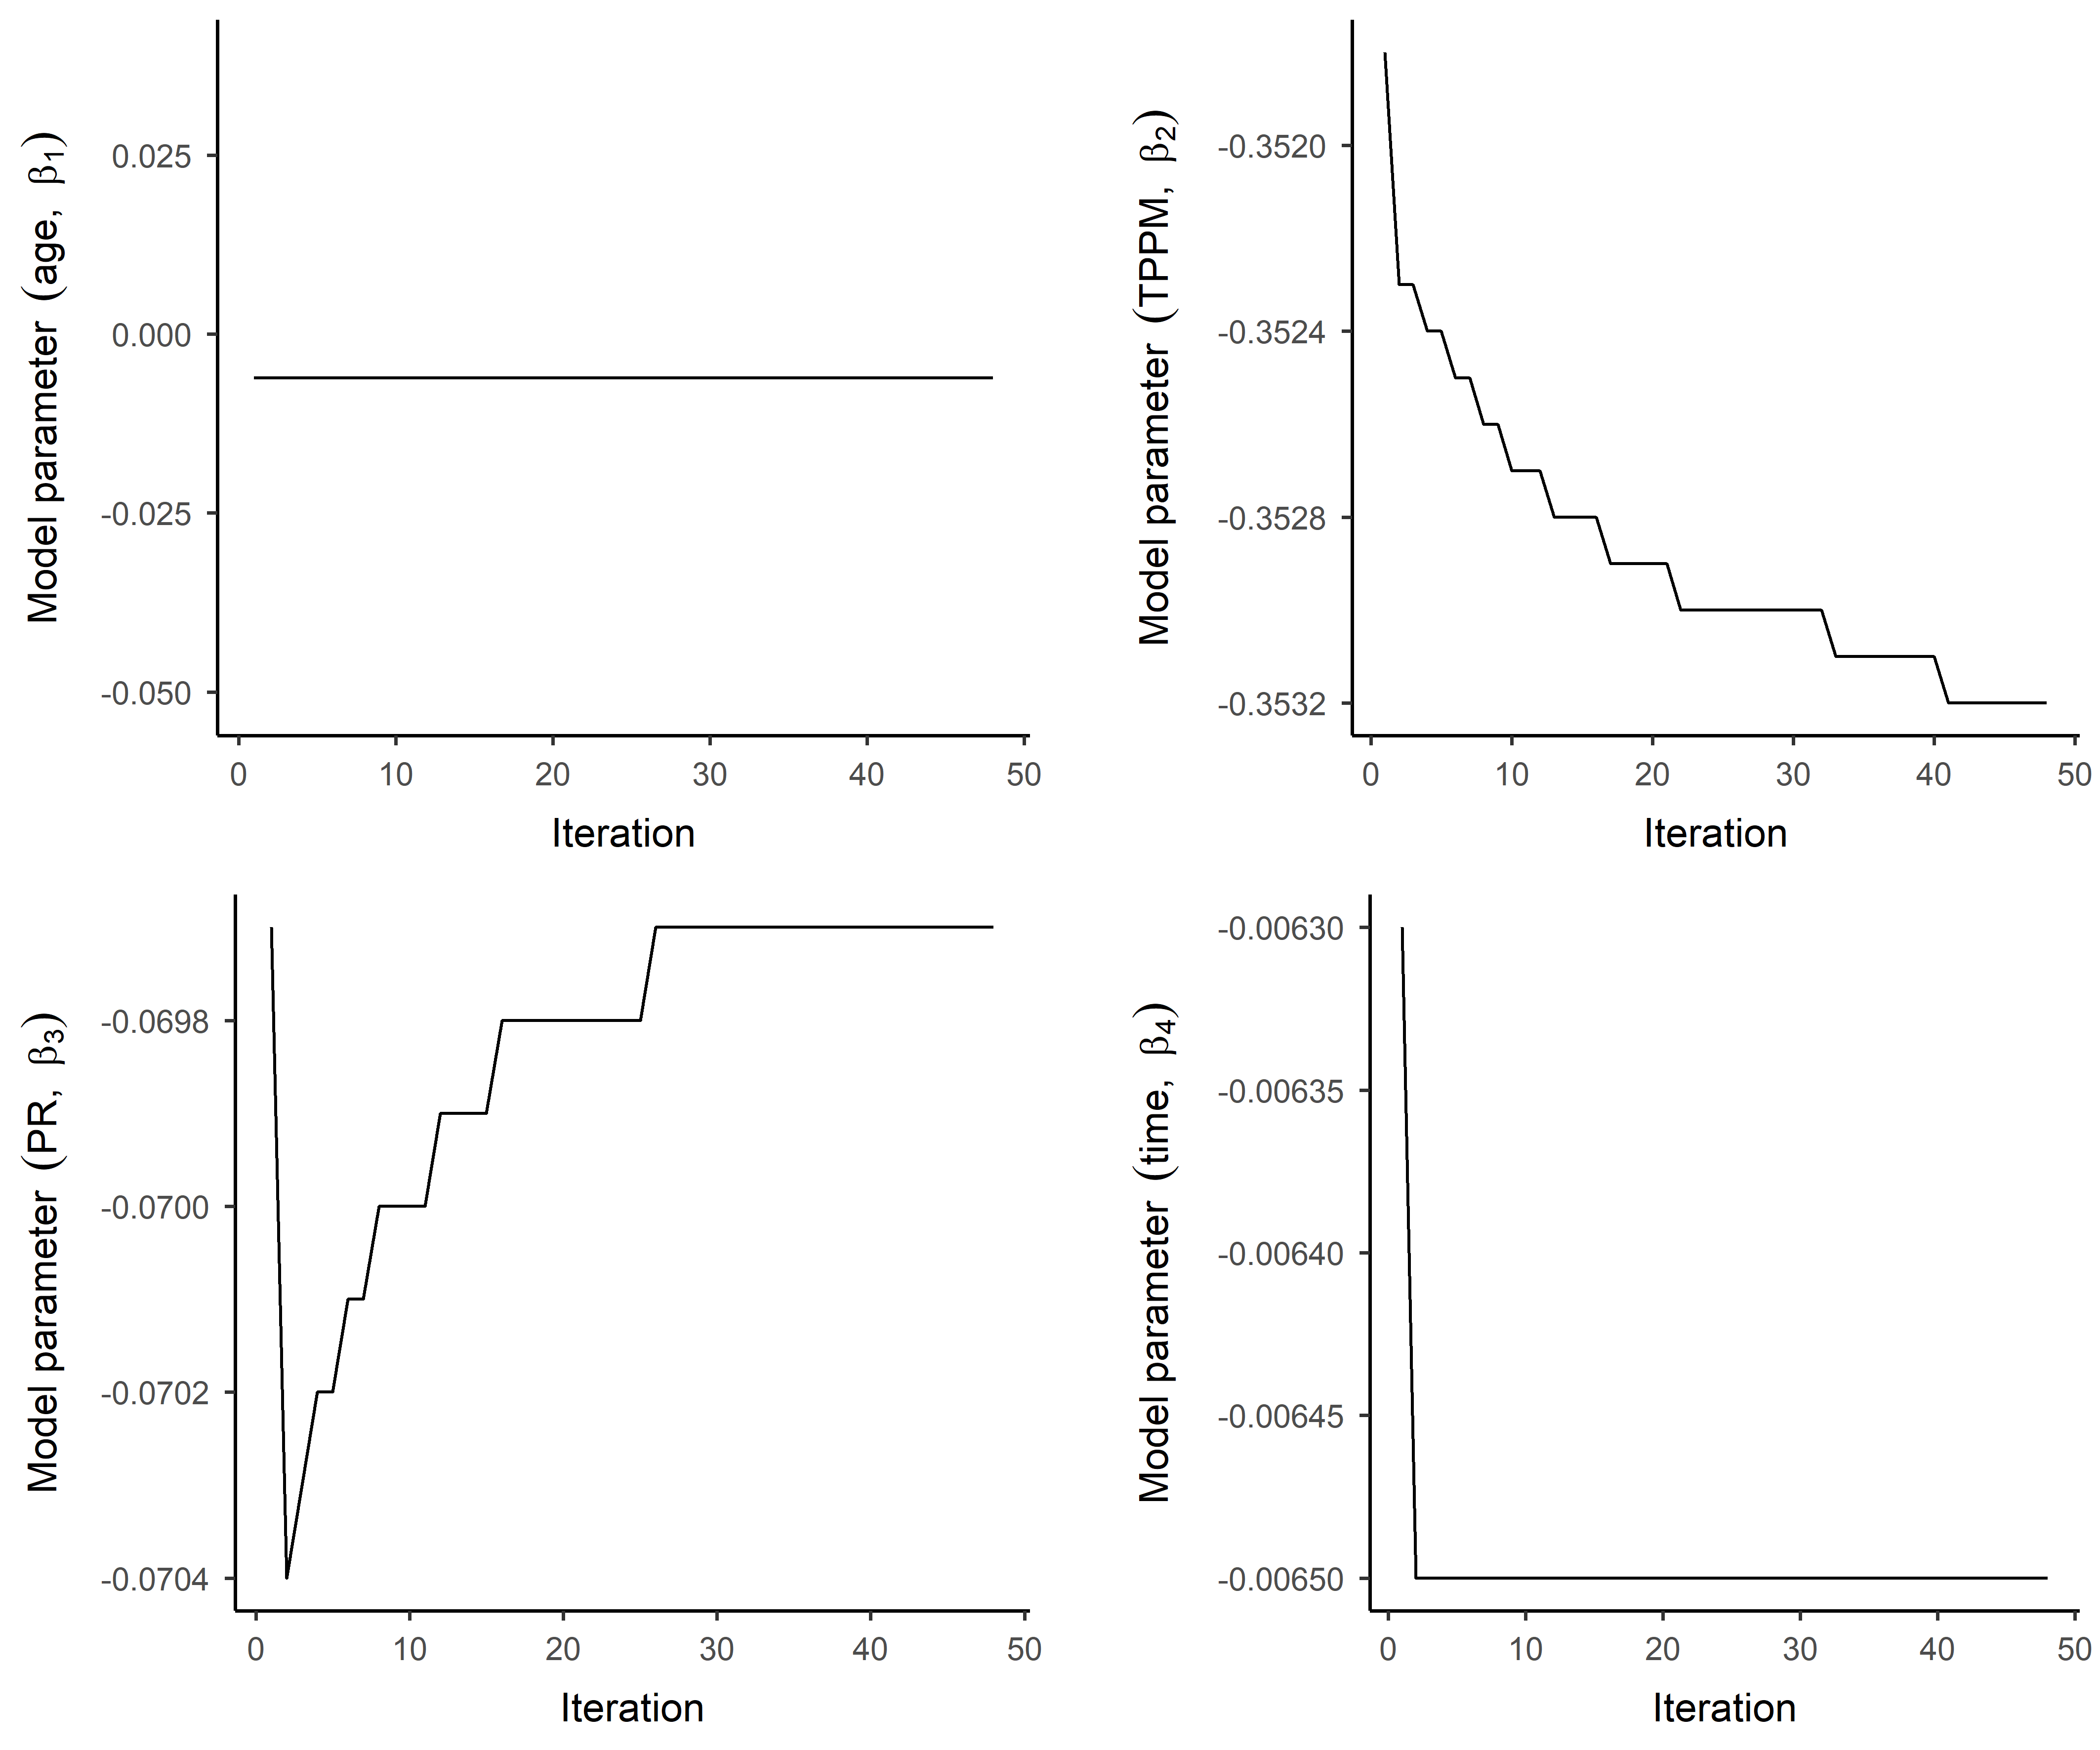 Model parameter (age, β1)
0.025
0.000
-0.025
-0.050
0 10 20 30 40 50
Iteration
Model parameter (TPPM, β2)
-0.3520
-0.3524
-0.3528
-0.3532
0 10 20 30 40 50
Iteration
Model parameter (PR, β3)
-0.0698
-0.0700
-0.0702
-0.0704
0 10 20 30 40 50
Iteration
Model parameter (time, β4)
-0.00630
-0.00635
-0.00640
-0.00645
-0.00650
0 10 20 30 40 50
Iteration